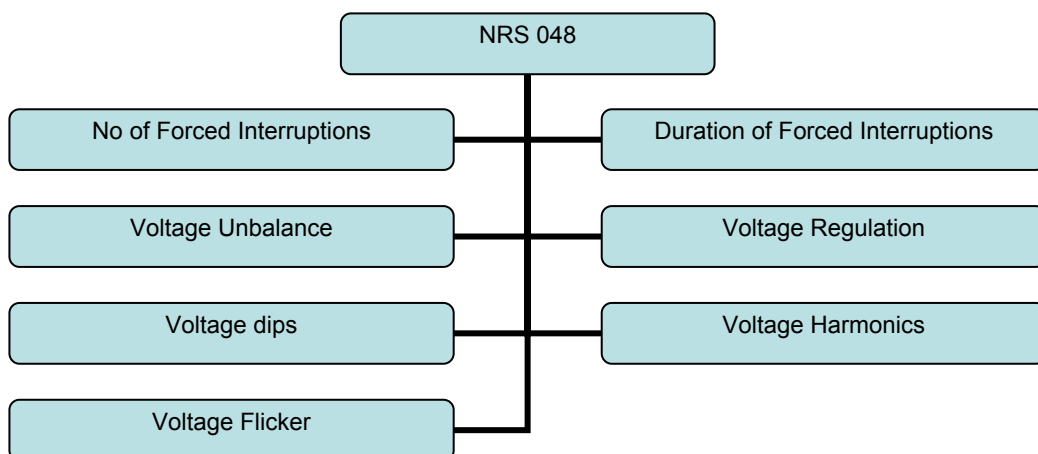 NRS 048
No of Forced Interruptions
Duration of Forced Interruptions
Voltage Unbalance
Voltage Regulation
Voltage dips
Voltage Harmonics
Voltage Flicker